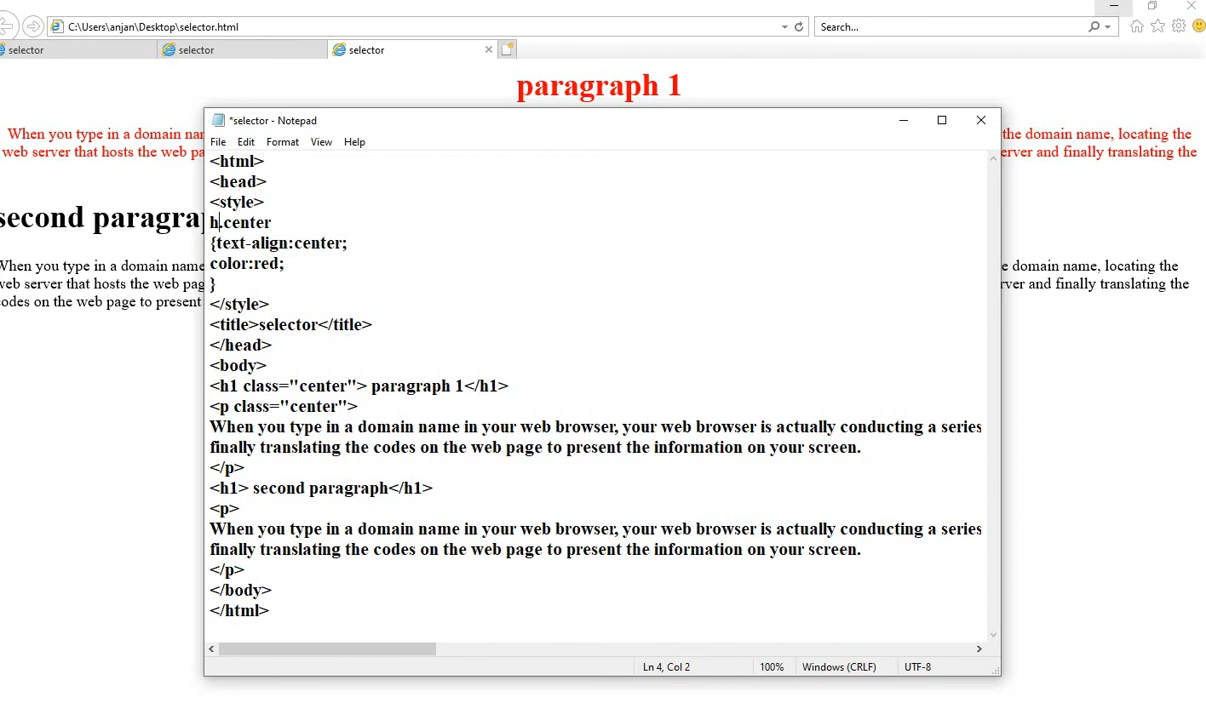 C:\Users\anjan\Desktop\selector.html
Search...
selector
selector
selector
paragraph 1
When you type in a domain nam
the domain name, locating the
web server that hosts the web pa
erver and finally translating the
second paragra
When you type in a domain name
e domain name, locating the
web server that hosts the web pag
rver and finally translating the
codes on the web page to present
*selector - Notepad
File Edit Format View Help
<html>
<head>
<style>
h.center
{text-align:center;
color:red;
}
</style>
<title>selector</title>
</head>
<body>
<h1 class="center"> paragraph 1</h1>
<p class="center">
When you type in a domain name in your web browser, your web browser is actually conducting a series
finally translating the codes on the web page to present the information on your screen.
</p>
<h1> second paragraph</h1>
<p>
When you type in a domain name in your web browser, your web browser is actually conducting a series
finally translating the codes on the web page to present the information on your screen.
</p>
</body>
</html>
Ln 4, Col 2
100%
Windows (CRLF)
UTF-8